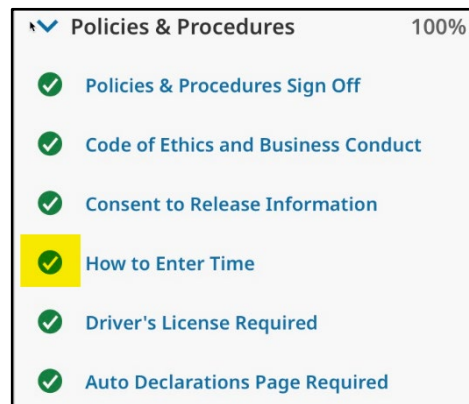 Policies & Procedures 100%
Policies & Procedures Sign Off
Code of Ethics and Business Conduct
Consent to Release Information
How to Enter Time
Driver's License Required
Auto Declarations Page Required